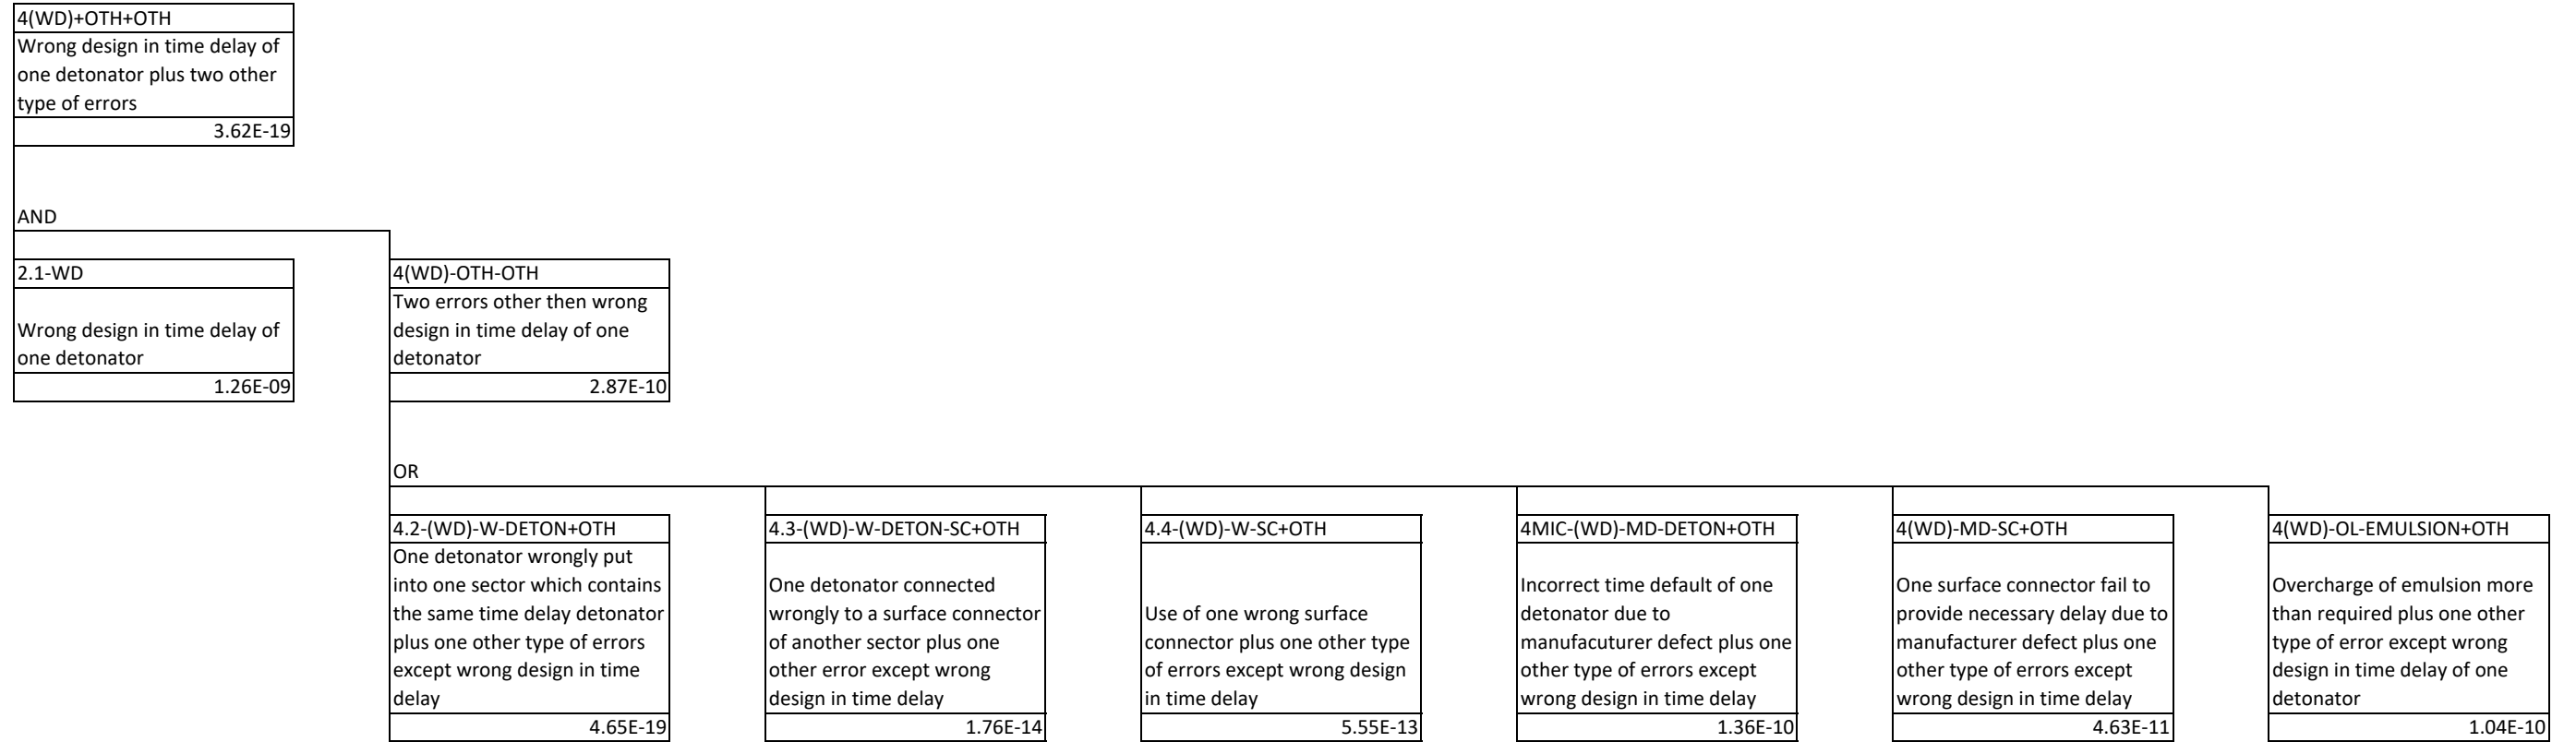 4(WD)+OTH+OTH
Wrong design in time delay of
one detonator plus two other
type of errors
3.62E-19
AND
2.1-WD
Wrong design in time delay of
one detonator
1.26E-09
4(WD)-OTH-OTH
Two errors other then wrong
design in time delay of one
detonator
2.87E-10
OR
4.2-(WD)-W-DETON+OTH
One detonator wrongly put
into one sector which contains
the same time delay detonator
plus one other type of errors
except wrong design in time
delay
4.65E-19
4.3-(WD)-W-DETON-SC+OTH
One detonator connected
wrongly to a surface connector
of another sector plus one
other error except wrong
design in time delay
1.76E-14
4.4-(WD)-W-SC+OTH
Use of one wrong surface
connector plus one other type
of errors except wrong design
in time delay
5.55E-13
4MIC-(WD)-MD-DETON+OTH
Incorrect time default of one
detonator due to
manufacuturer defect plus one
other type of errors except
wrong design in time delay
1.36E-10
4(WD)-MD-SC+OTH
One surface connector fail to
provide necessary delay due to
manufacturer defect plus one
other type of errors except
wrong design in time delay
4.63E-11
4(WD)-OL-EMULSION+OTH
Overcharge of emulsion more
than required plus one other
type of error except wrong
design in time delay of one
detonator
1.04E-10